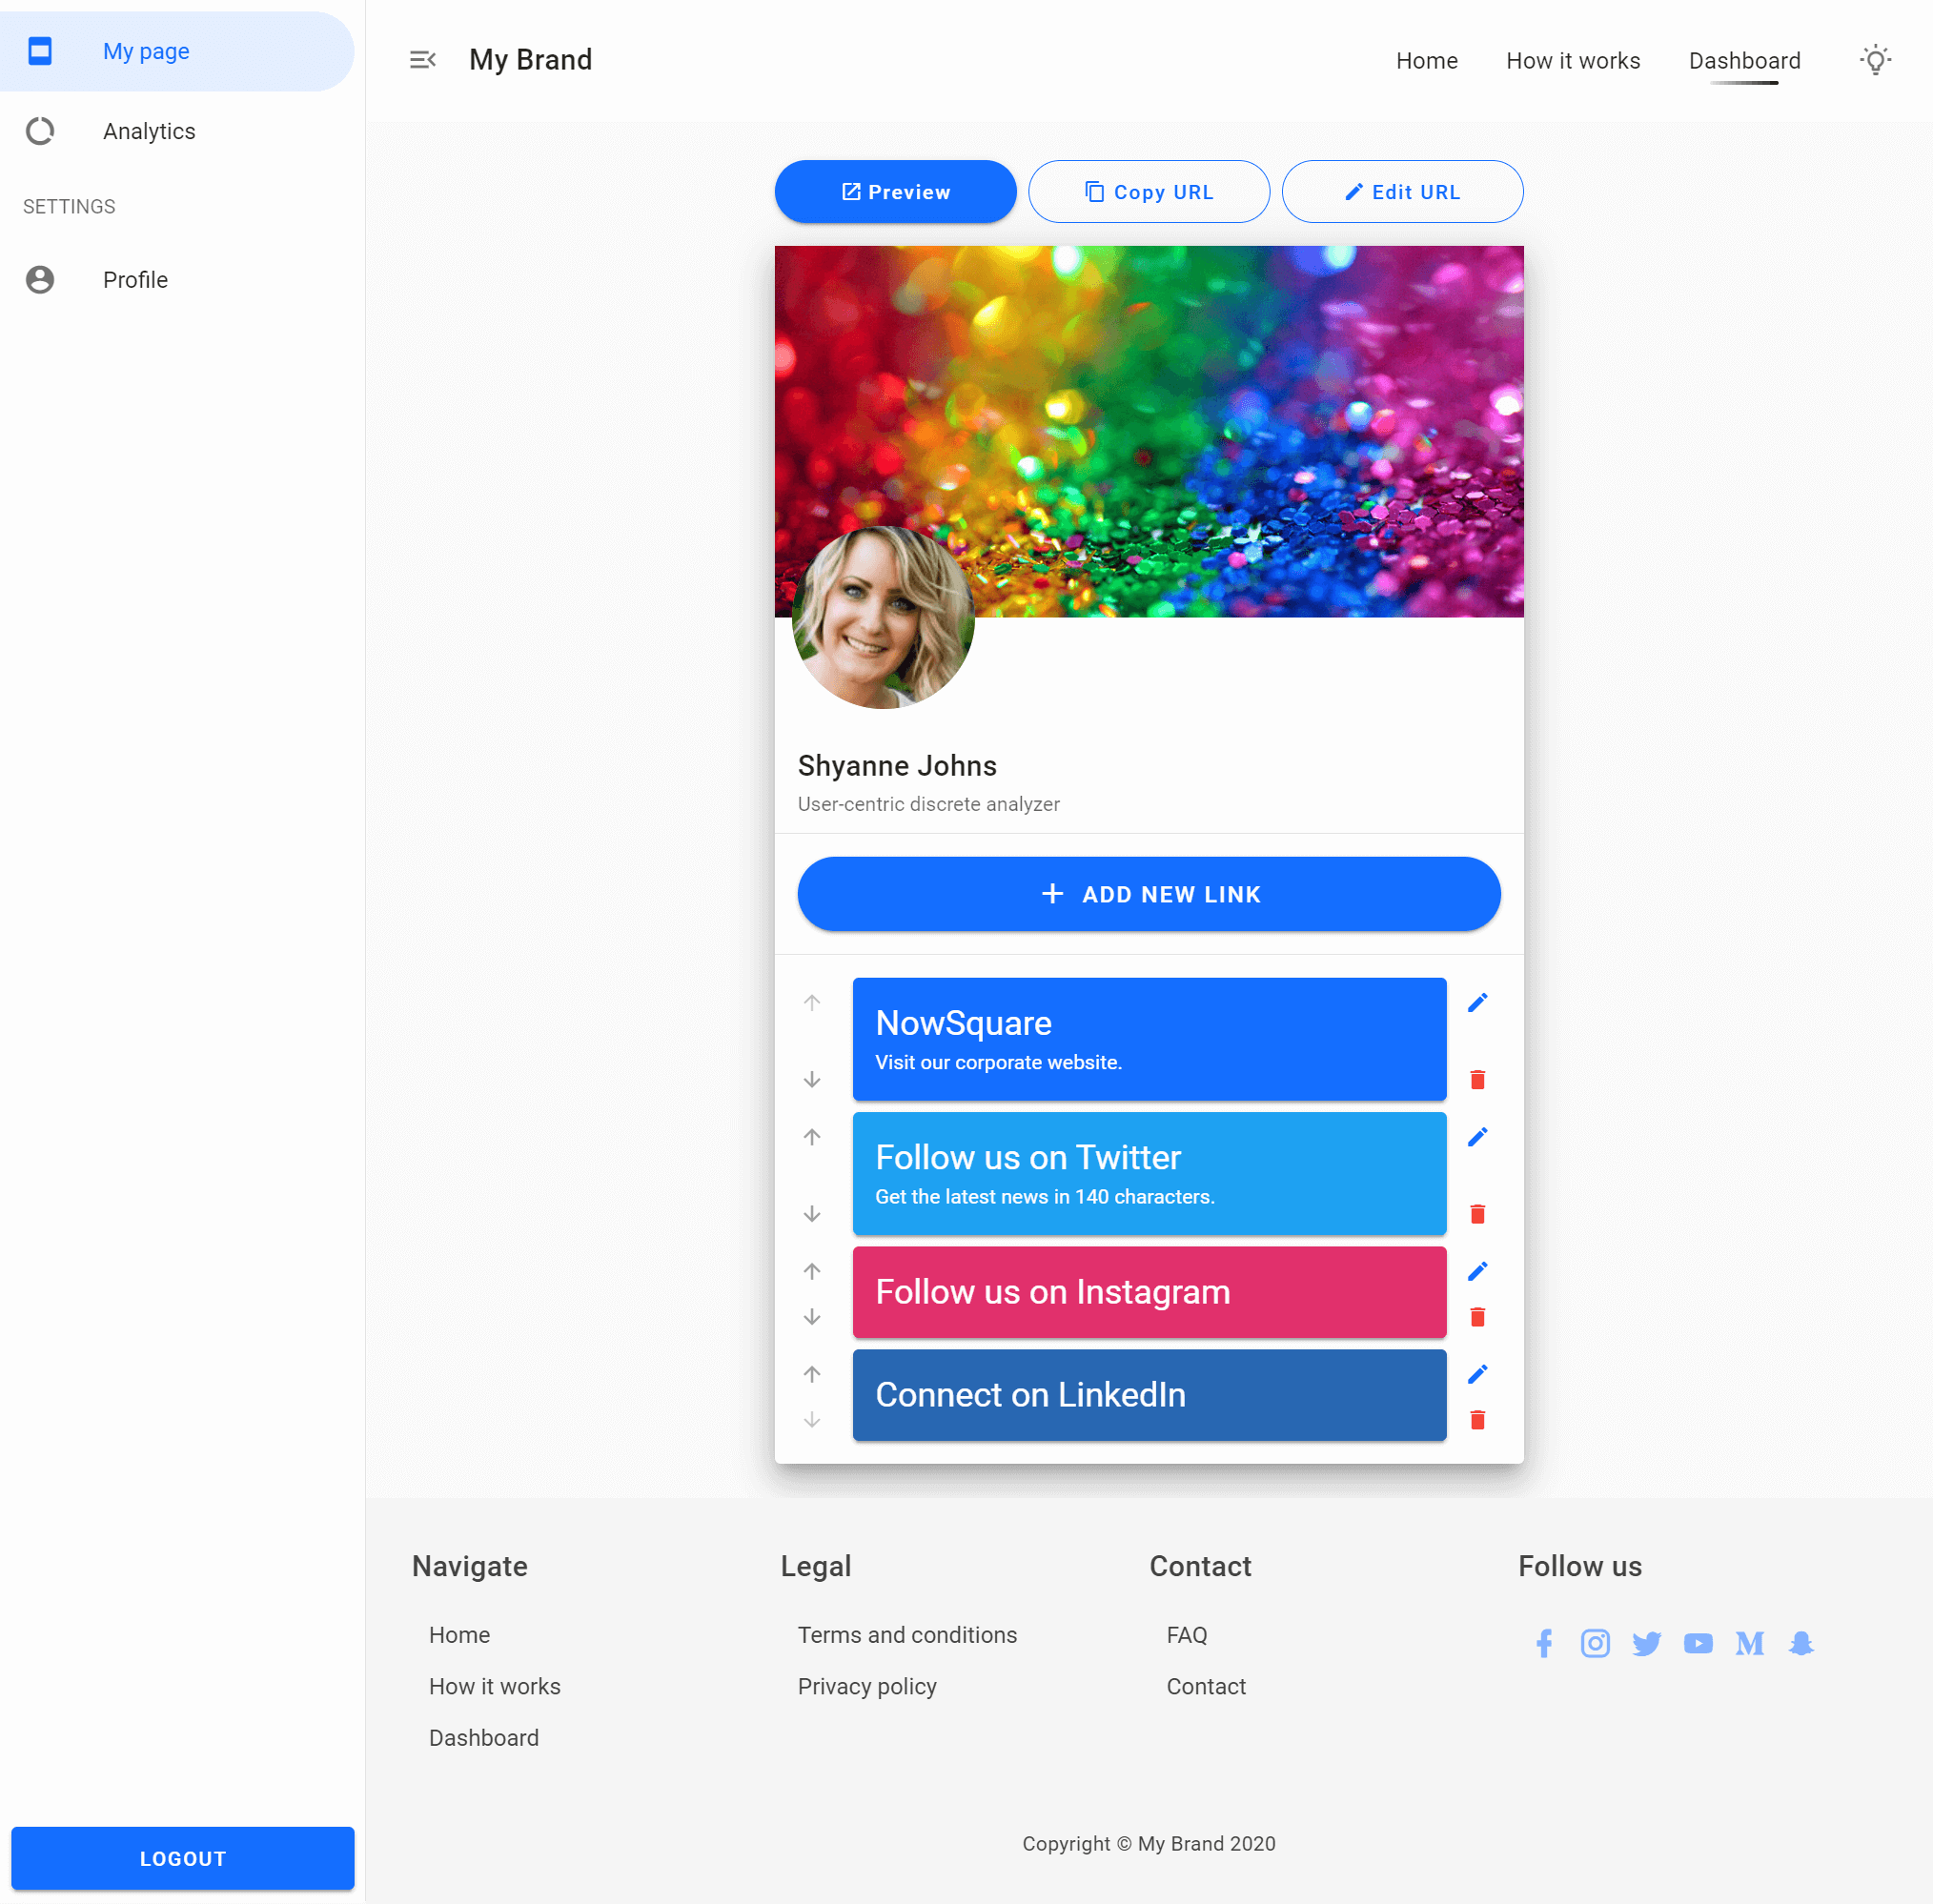 My page
Analytics
SETTINGS
Profile
LOGOUT
My Brand
Home
How it works
Dashboard
Preview
Copy URL
Edit URL
Shyanne Johns
User-centric discrete analyzer
ADD NEW LINK
NowSquare
Visit our corporate website.
Follow us on Twitter
Get the latest news in 140 characters.
Follow us on Instagram
Connect on LinkedIn
Navigate
Home
How it works
Dashboard
Legal
Terms and conditions
Privacy policy
Contact
FAQ
Contact
Follow us
Copyright © My Brand 2020